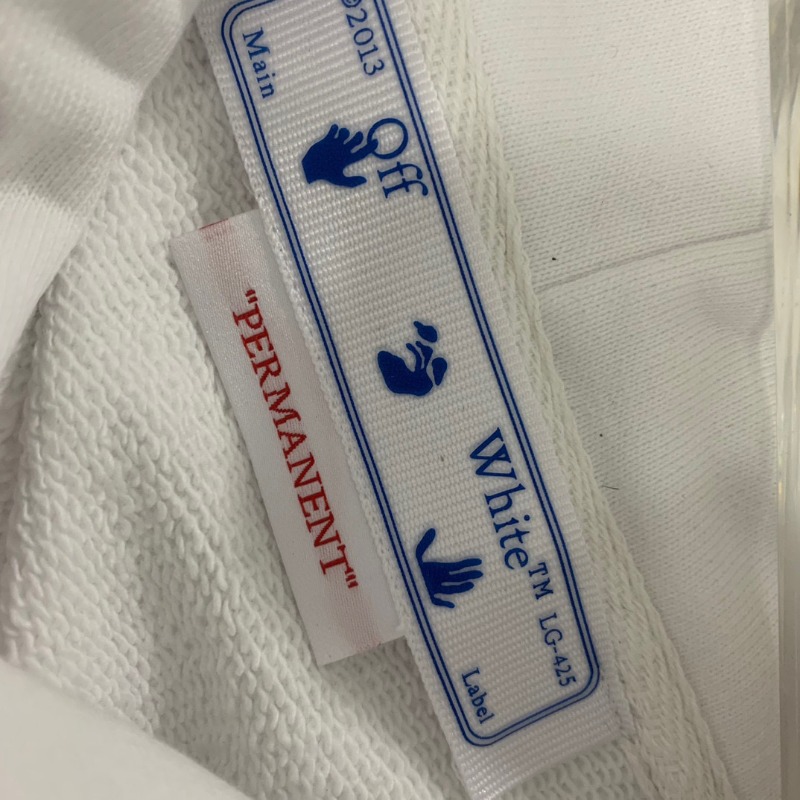 ©2013
Main
Off
White™ LG-425
Label
"PERMANENT"